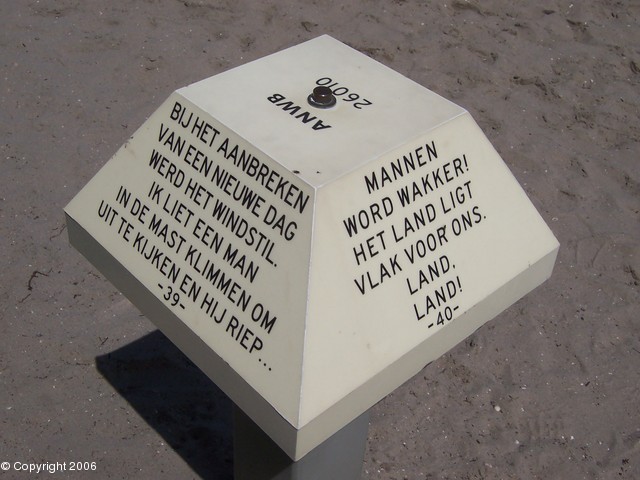 ANWB
26010
BIJ HET AANBREKEN
VAN EEN NIEUWE DAG
WERD HET WINDSTIL.
IK LIET EEN MAN
IN DE MAST KLIMMEN OM
UIT TE KIJKEN EN HIJ RIEP...
-39-
MANNEN
WORD WAKKER!
HET LAND LIGT
VLAK VOOR ONS.
LAND,
LAND!
-40-
© Copyright 2006